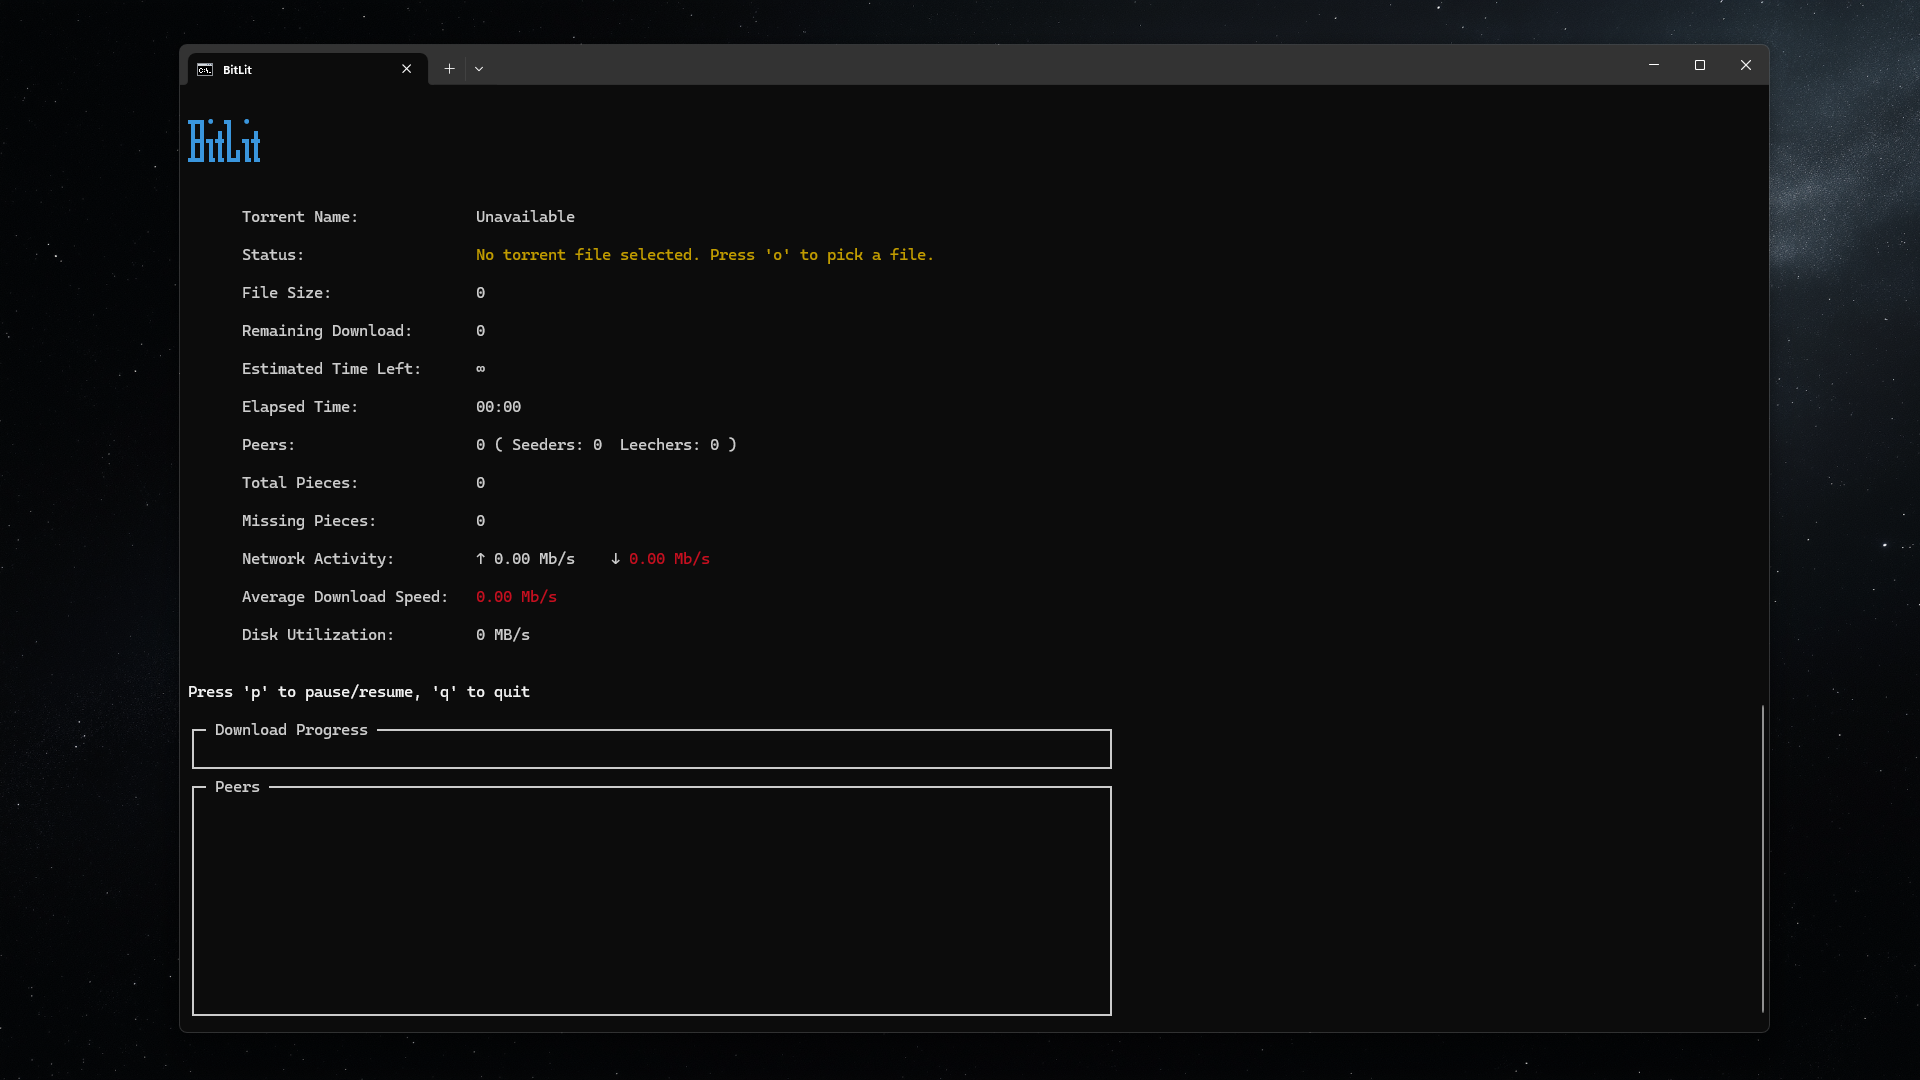 BitLit
BitLit
Torrent Name: Unavailable
Status: No torrent file selected. Press 'o' to pick a file.
File Size: 0
Remaining Download: 0
Estimated Time Left: ∞
Elapsed Time: 00:00
Peers: 0 ( Seeders: 0  Leechers: 0 )
Total Pieces: 0
Missing Pieces: 0
Network Activity: ↑ 0.00 Mb/s    ↓ 0.00 Mb/s
Average Download Speed: 0.00 Mb/s
Disk Utilization: 0 MB/s
Press 'p' to pause/resume, 'q' to quit
Download Progress
Peers